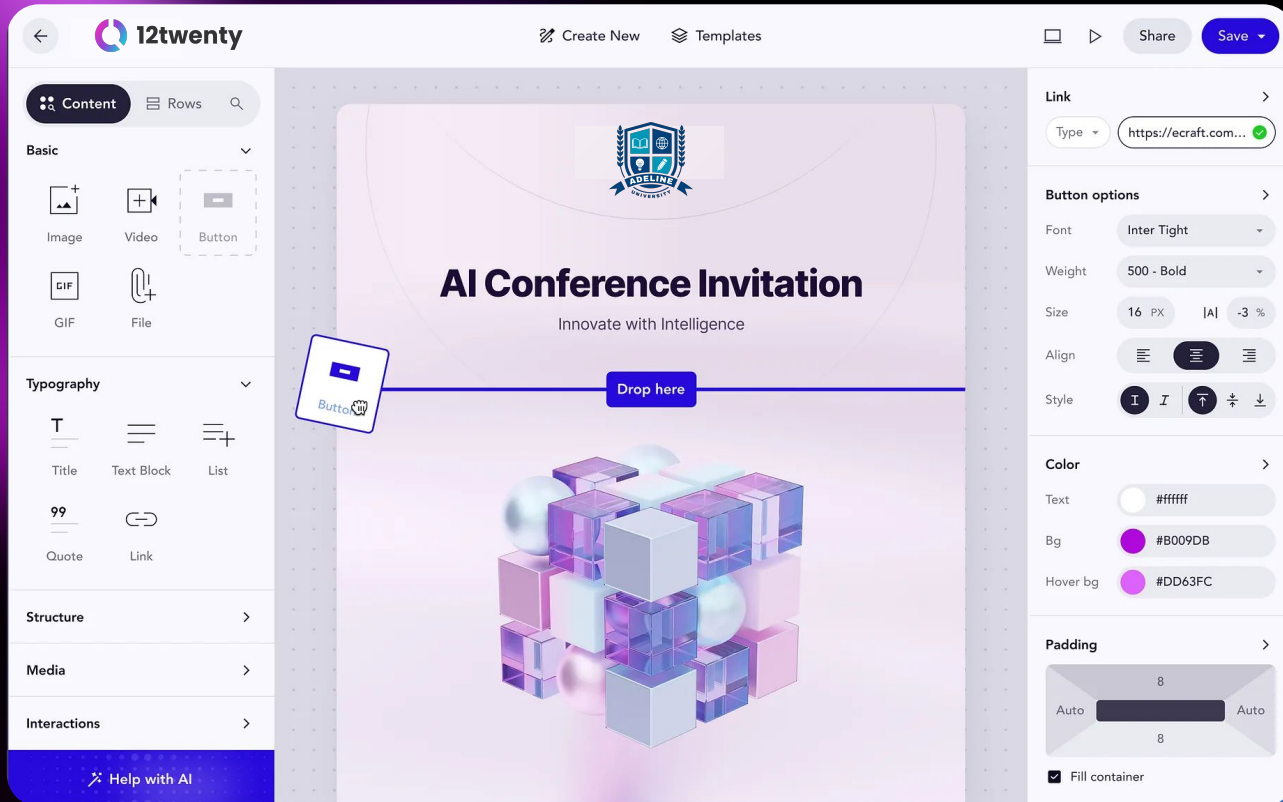 12twenty
Create New
Templates
Share
Save
Content
Rows
Basic
Image
Video
Button
GIF
GIF
File
Typography
T
Title
Text Block
List
99
Quote
Link
Structure
Media
Interactions
Help with AI
ADELINE
UNIVERSITY
AI Conference Invitation
Innovate with Intelligence
Button
Drop here
Link
Type
https://ecraft.com...
Button options
Font
Inter Tight
Weight
500 - Bold
Size
16 PX
|A|
-3 %
Align
Style
I I
Color
Text
#ffffff
Bg
#B009DB
Hover bg
#DD63FC
Padding
8
Auto
Auto
8
Fill container